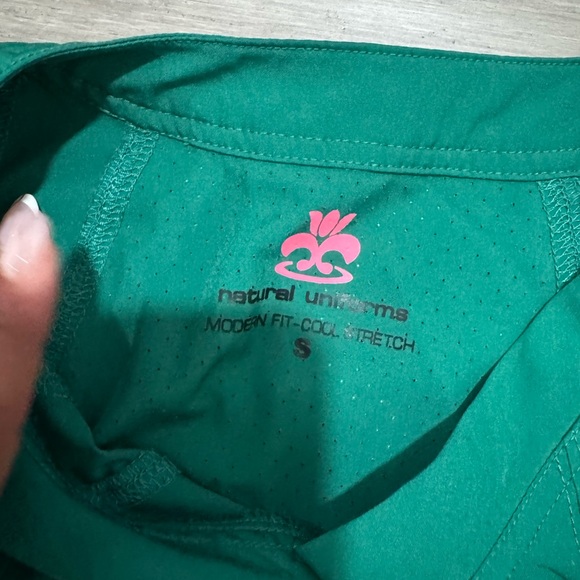 natural uniforms
MODERN FIT-COOL STRETCH
S